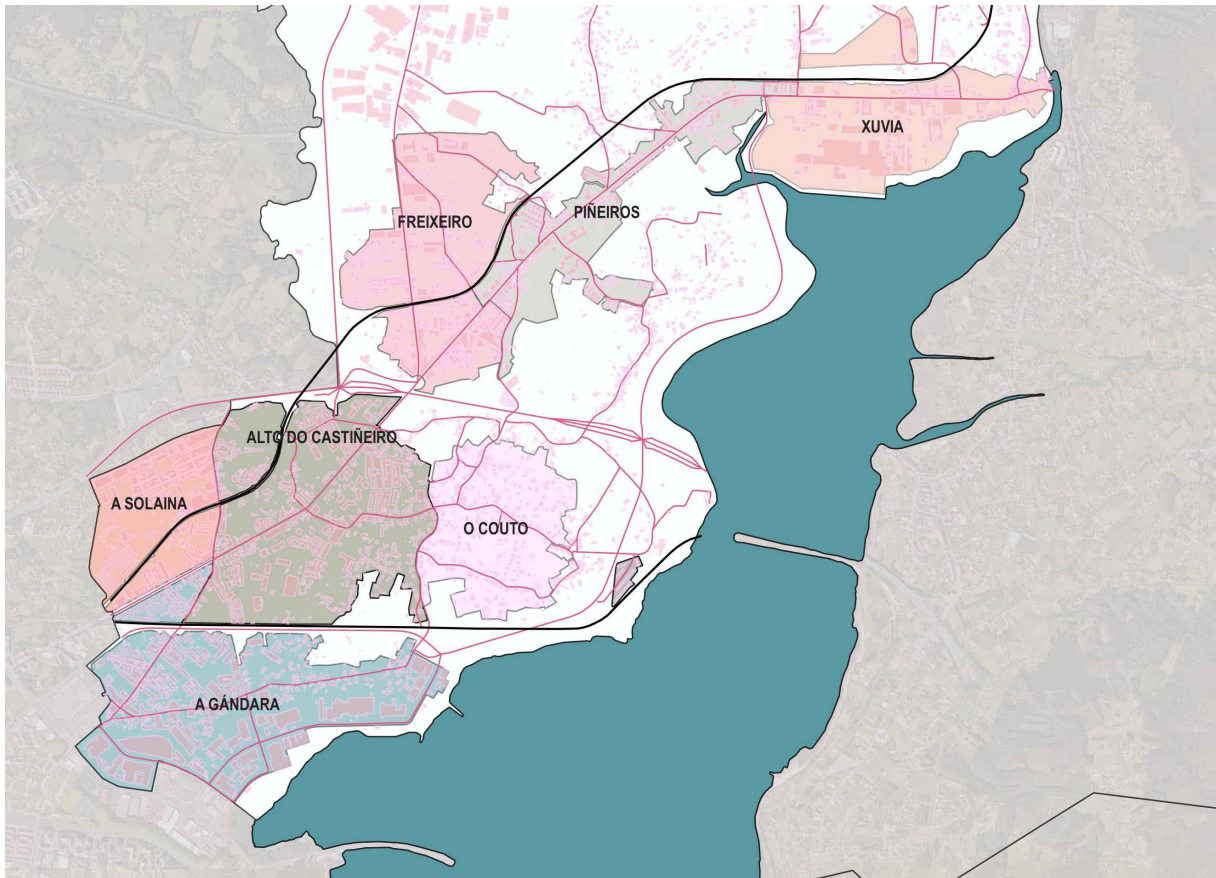 XUVIA
PIÑEIROS
FREIXEIRO
ALTO DO CASTIÑEIRO
A SOLAINA
O COUTO
A GÁNDARA